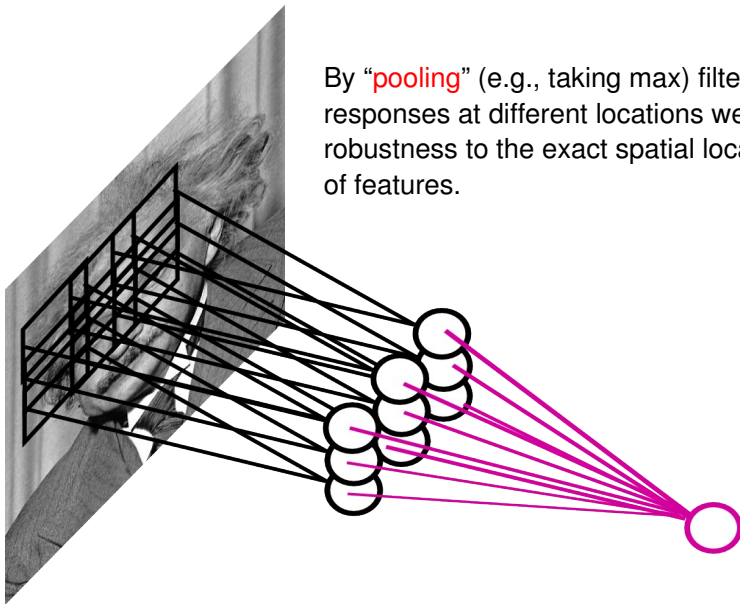 By “pooling” (e.g., taking max) filte
responses at different locations we
robustness to the exact spatial loca
of features.